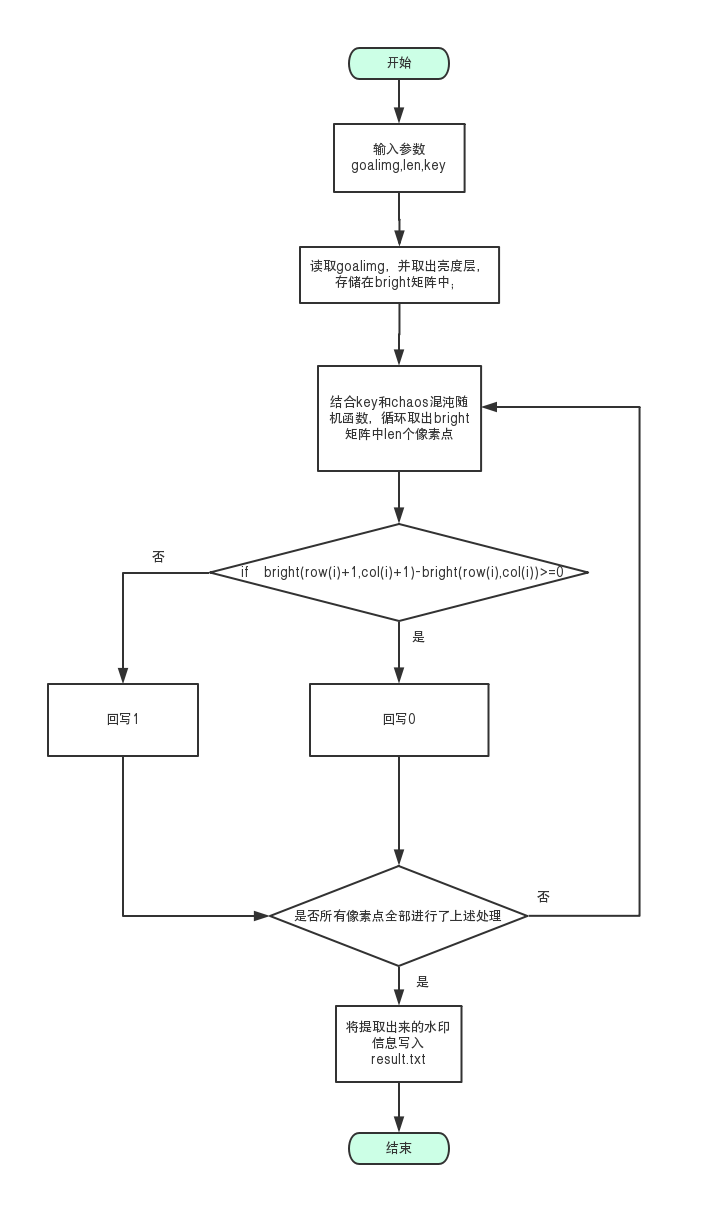 开始
输入参数
goalimg,len,key
读取goalimg，并取出亮度层，
存储在bright矩阵中；
结合key和chaos混沌随
机函数，循环取出bright
矩阵中len个像素点
if bright(row(i)+1,col(i)+1)-bright(row(i),col(i))>=0
否
是
回写1
回写0
是否所有像素点全部进行了上述处理
否
是
将提取出来的水印
信息写入
result.txt
结束